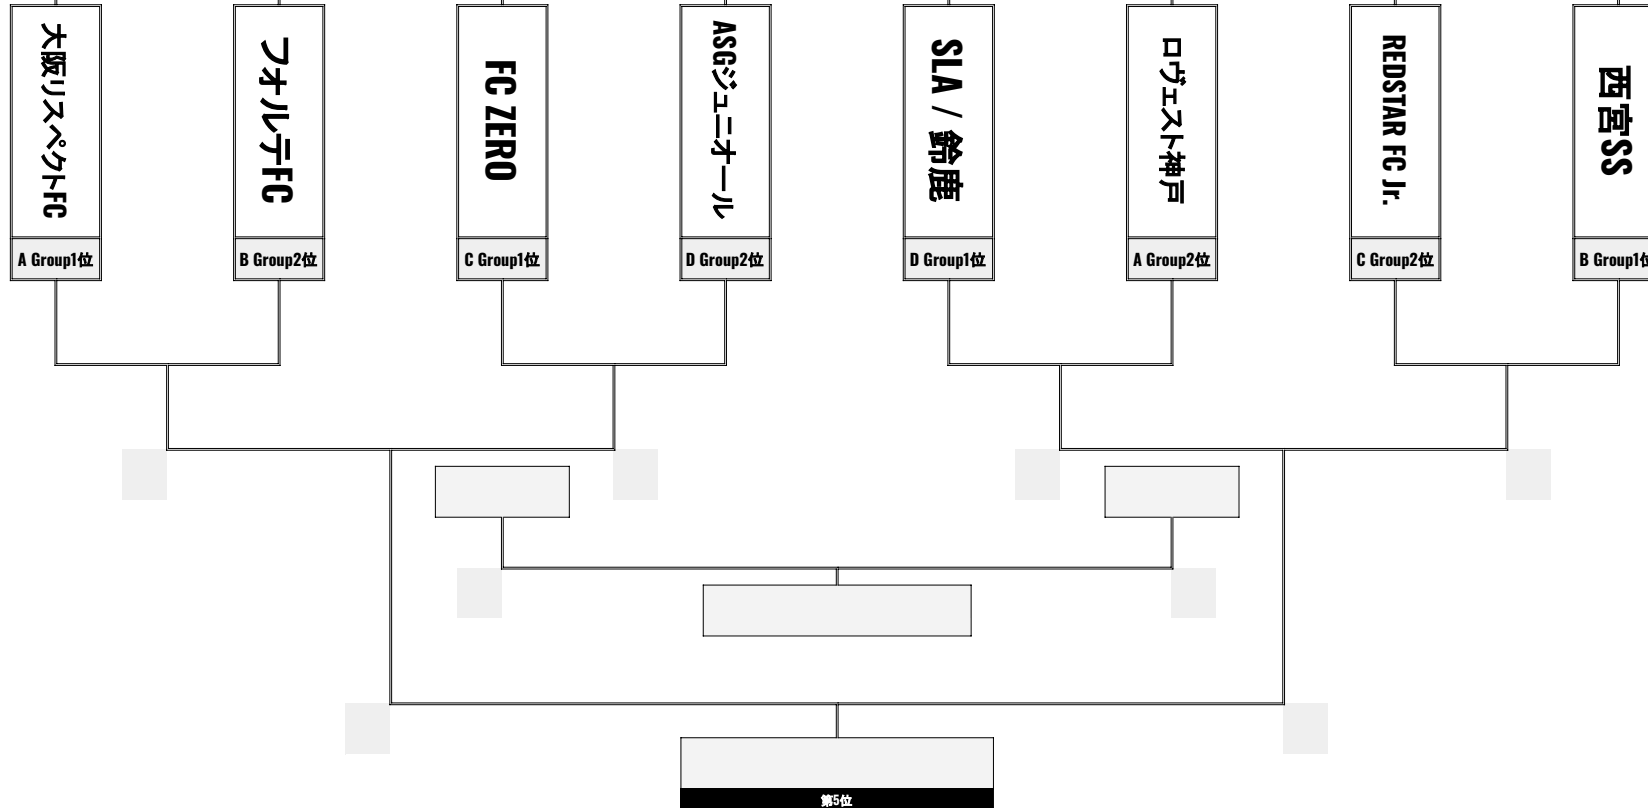 大阪リスペクトFC
フォルテFC
FC ZERO
ASGジュニオール
SLA / 鈴鹿
ロヴェスト神戸
REDSTAR FC Jr.
西宮SS
A Group1位
B Group2位
C Group1位
D Group2位
D Group1位
A Group2位
C Group2位
B Group1位
第5位